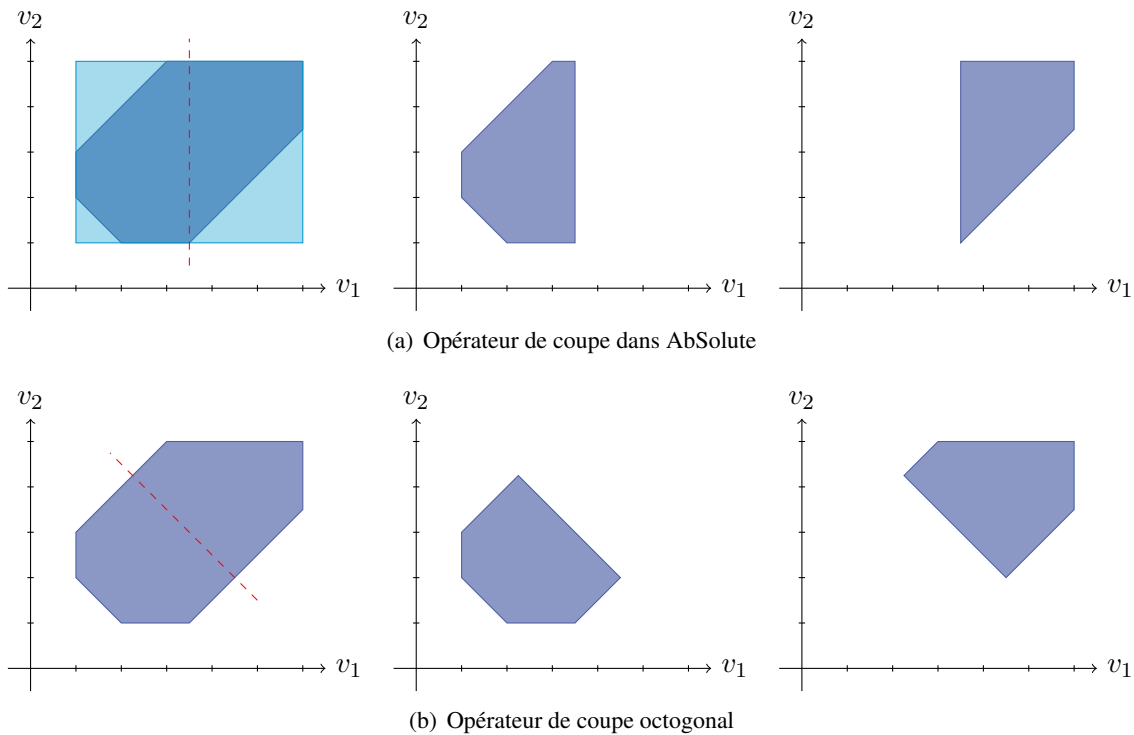 v2 v2 v2
v1 v1 v1
(a) Opérateur de coupe dans AbSolute
v2 v2 v2
v1 v1 v1
(b) Opérateur de coupe octogonal